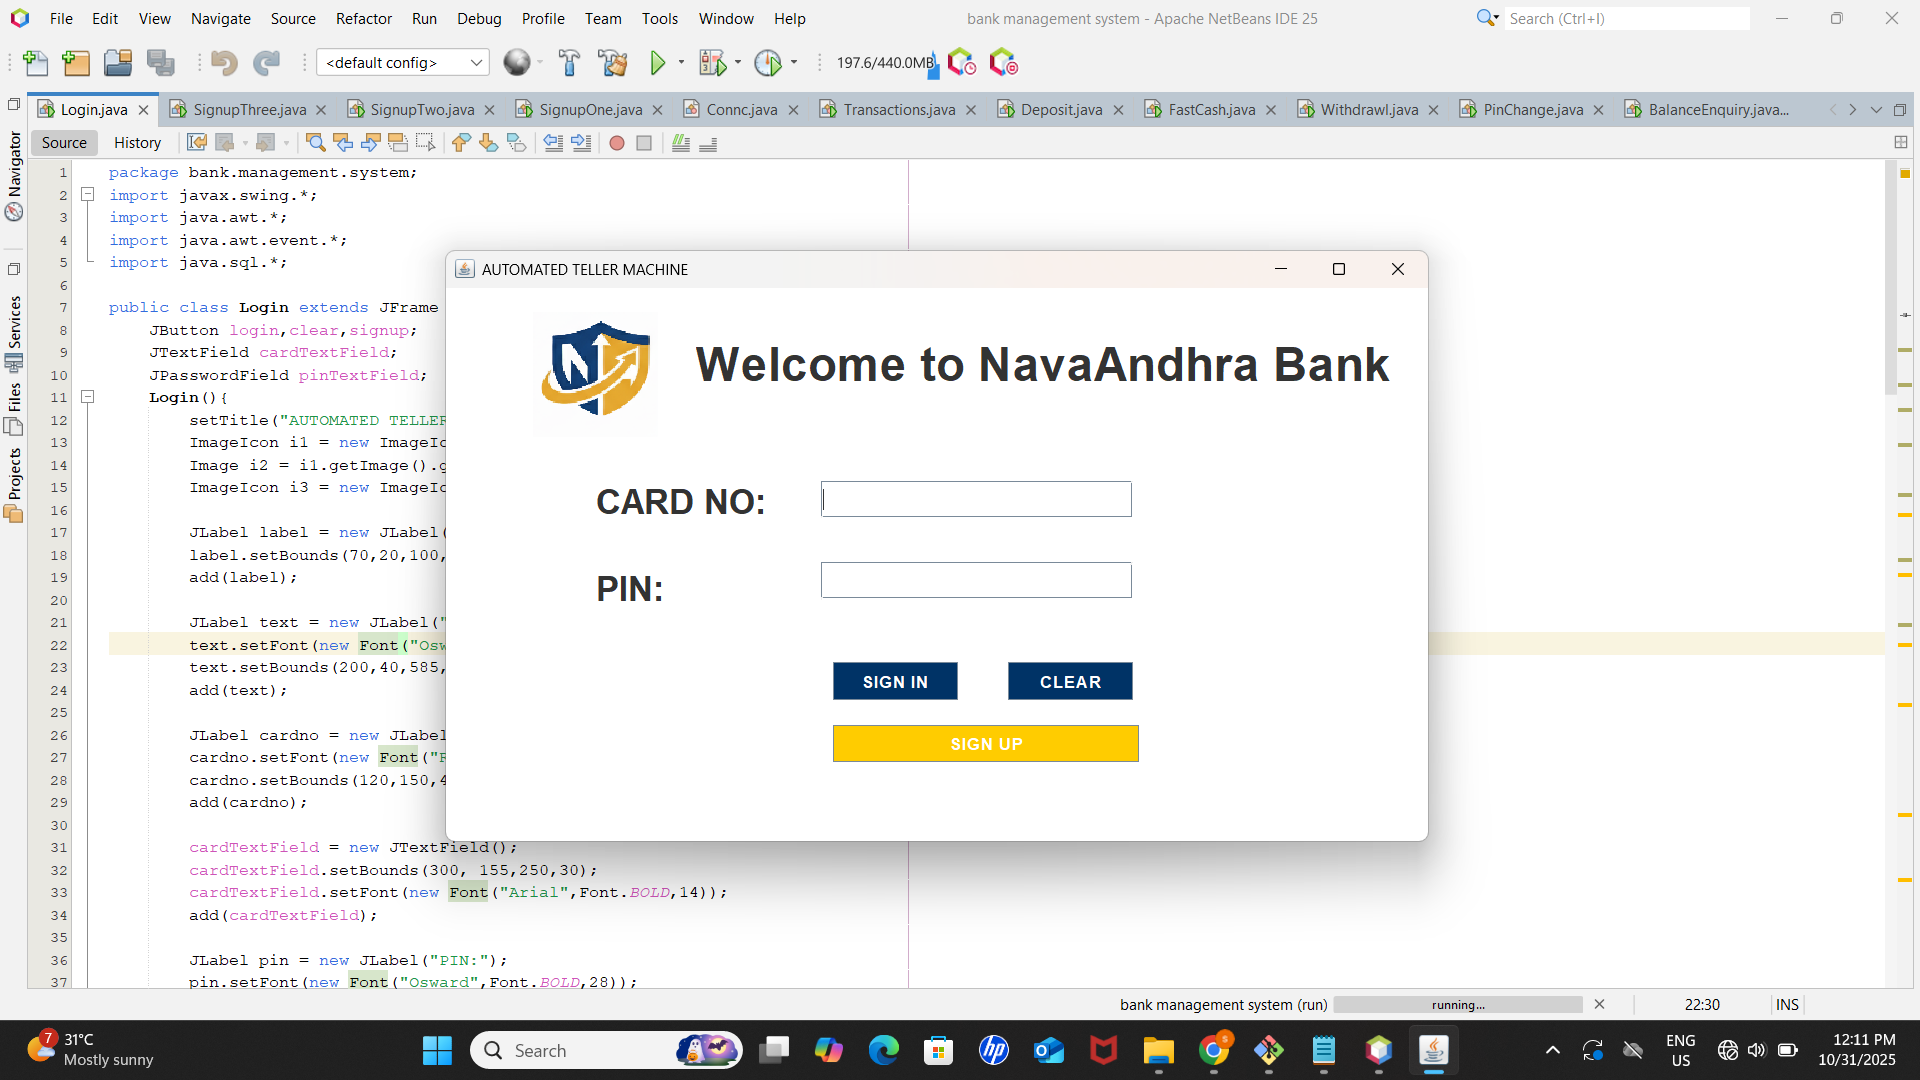 File Edit View Navigate Source Refactor Run Debug Profile Team Tools Window Help
bank management system - Apache NetBeans IDE 25
Search (Ctrl+I)
<default config>
197.6/440.0MB
Login.java SignupThree.java SignupTwo.java SignupOne.java Connc.java Transactions.java Deposit.java FastCash.java Withdrawl.java PinChange.java BalanceEnquiry.java...
Source History
Navigator
Services
Files
Projects
1 package bank.management.system;
2 import javax.swing.*;
3 import java.awt.*;
4 import java.awt.event.*;
5 import java.sql.*;
6
7 public class Login extends JFrame
8 JButton login,clear,signup;
9 JTextField cardTextField;
10 JPasswordField pinTextField;
11 Login(){
12 setTitle("AUTOMATED TELLER
13 ImageIcon i1 = new ImageIc
14 Image i2 = i1.getImage().g
15 ImageIcon i3 = new ImageIc
16
17 JLabel label = new JLabel(
18 label.setBounds(70,20,100,
19 add(label);
20
21 JLabel text = new JLabel("
22 text.setFont(new Font("Osw
23 text.setBounds(200,40,585,
24 add(text);
25
26 JLabel cardno = new JLabel
27 cardno.setFont(new Font("
28 cardno.setBounds(120,150,4
29 add(cardno);
30
31 cardTextField = new JTextField();
32 cardTextField.setBounds(300, 155,250,30);
33 cardTextField.setFont(new Font("Arial",Font.BOLD,14));
34 add(cardTextField);
35
36 JLabel pin = new JLabel("PIN:");
37 pin.setFont(new Font("Osward",Font.BOLD,28));
AUTOMATED TELLER MACHINE
N
Welcome to NavaAndhra Bank
CARD NO:
PIN:
SIGN IN CLEAR
SIGN UP
bank management system (run) running... 22:30 INS
7
31°C
Mostly sunny
Search
hp
S
ENG
US
12:11 PM
10/31/2025